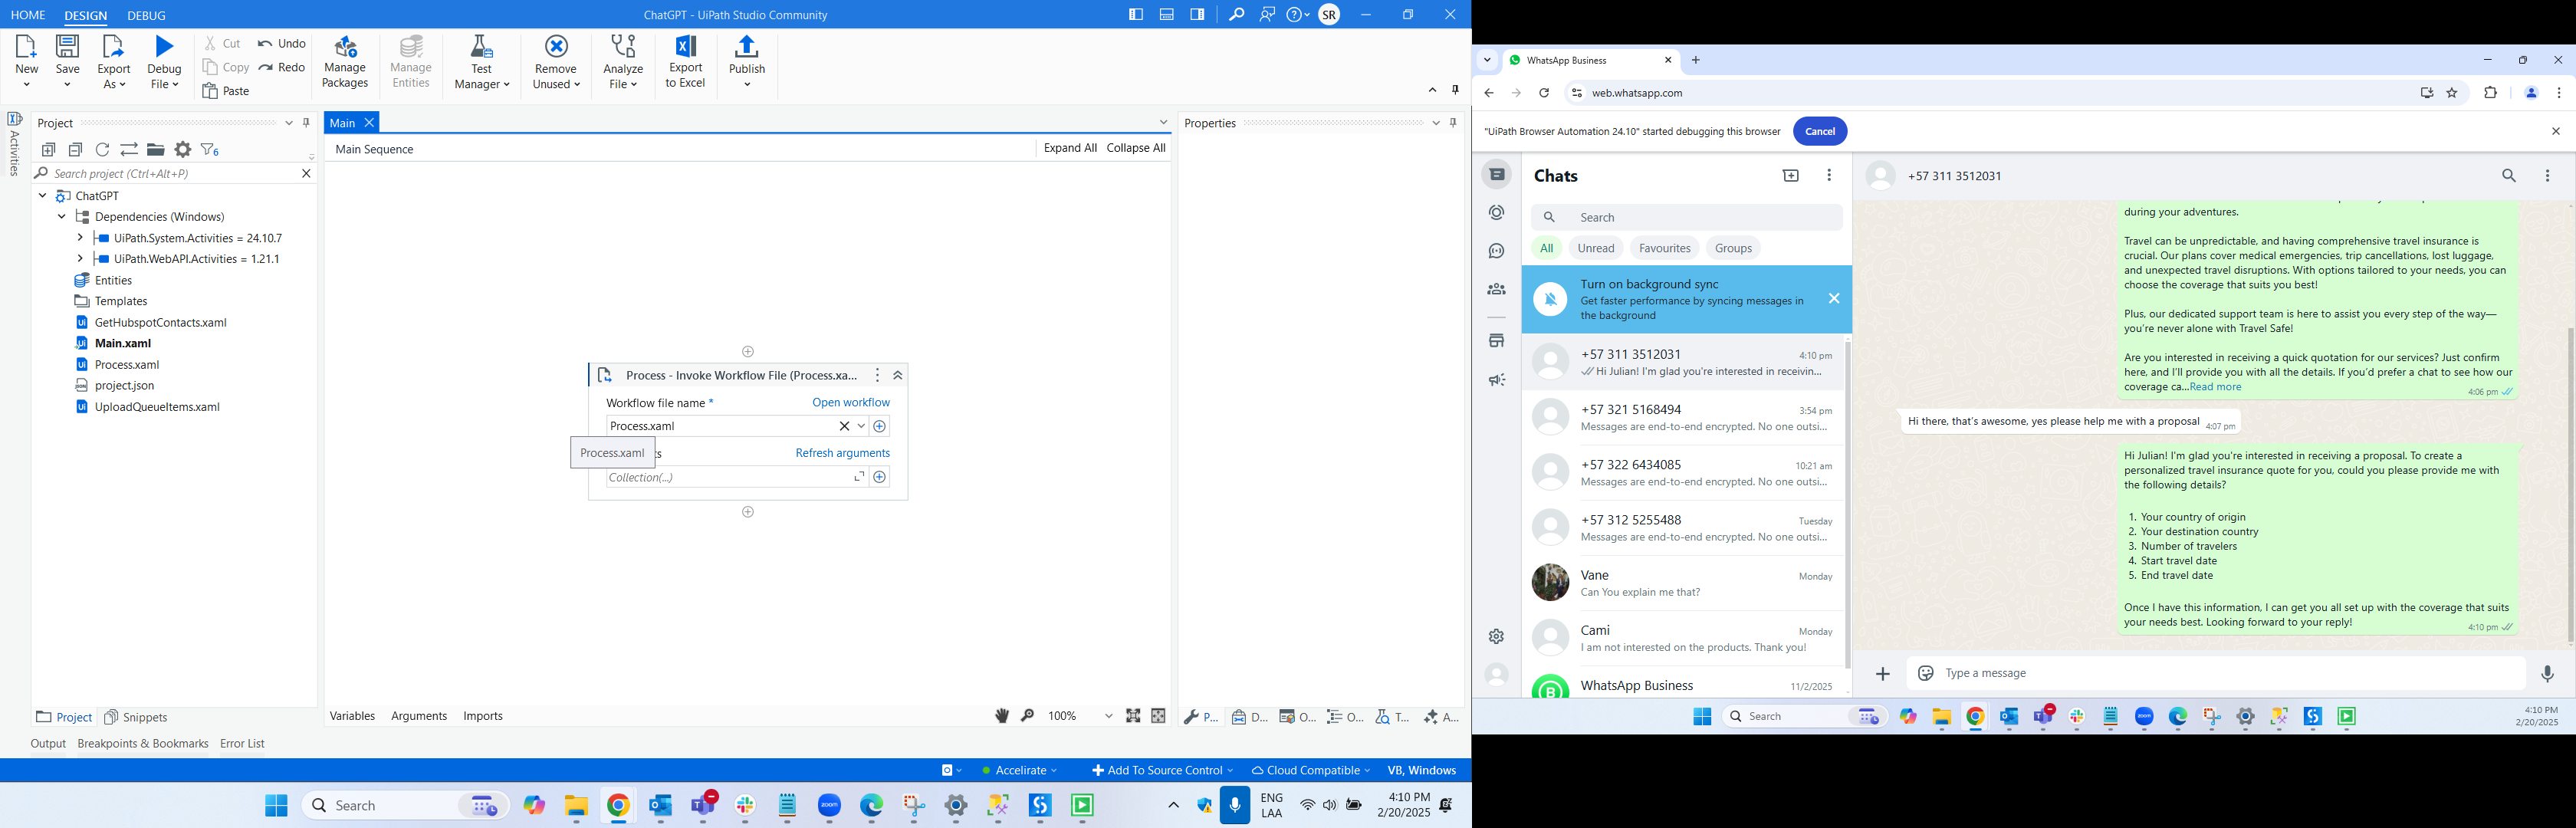 HOME DESIGN DEBUG
ChatGPT - UiPath Studio Community
SR
New
Save
Export As
Debug File
Cut
Copy
Paste
Undo
Redo
Manage Packages
Manage Entities
Test Manager
Remove Unused
Analyze File
Export to Excel
Publish
Activities
Project
6
Search project (Ctrl+Alt+P)
ChatGPT
Dependencies (Windows)
UiPath.System.Activities = 24.10.7
UiPath.WebAPI.Activities = 1.21.1
Entities
Templates
GetHubspotContacts.xaml
Main.xaml
Process.xaml
project.json
UploadQueueItems.xaml
Project
Snippets
Main
Main Sequence
Expand All Collapse All
Process - Invoke Workflow File (Process.xa...
Workflow file name *
Open workflow
Process.xaml
Process.xaml
ts
Refresh arguments
Collection(...)
Variables Arguments Imports
100%
Properties
P... D... O... O... T... A...
Output Breakpoints & Bookmarks Error List
Accelirate
Add To Source Control
Cloud Compatible
VB, Windows
Search
zoom
ENG
LAA
4:10 PM
2/20/2025
WhatsApp Business
web.whatsapp.com
"UiPath Browser Automation 24.10" started debugging this browser
Cancel
Chats
Search
All Unread Favourites Groups
Turn on background sync
Get faster performance by syncing messages in
the background
+57 311 3512031 4:10 pm
Hi Julian! I'm glad you're interested in receivin...
+57 321 5168494 3:54 pm
Messages are end-to-end encrypted. No one outsi...
+57 322 6434085 10:21 am
Messages are end-to-end encrypted. No one outsi...
+57 312 5255488 Tuesday
Messages are end-to-end encrypted. No one outsi...
Vane Monday
Can You explain me that?
Cami Monday
I am not interested on the products. Thank you!
WhatsApp Business 11/2/2025
+57 311 3512031
during your adventures.
Travel can be unpredictable, and having comprehensive travel insurance is
crucial. Our plans cover medical emergencies, trip cancellations, lost luggage,
and unexpected travel disruptions. With options tailored to your needs, you can
choose the coverage that suits you best!
Plus, our dedicated support team is here to assist you every step of the way—
you're never alone with Travel Safe!
Are you interested in receiving a quick quotation for our services? Just confirm
here, and I'll provide you with all the details. If you'd prefer a chat to see how our
coverage ca...Read more
4:06 pm
Hi there, that's awesome, yes please help me with a proposal 4:07 pm
Hi Julian! I'm glad you're interested in receiving a proposal. To create a
personalized travel insurance quote for you, could you please provide me with
the following details?
1. Your country of origin
2. Your destination country
3. Number of travelers
4. Start travel date
5. End travel date
Once I have this information, I can get you all set up with the coverage that suits
your needs best. Looking forward to your reply!
4:10 pm
Type a message
Search
zoom
4:10 PM
2/20/2025